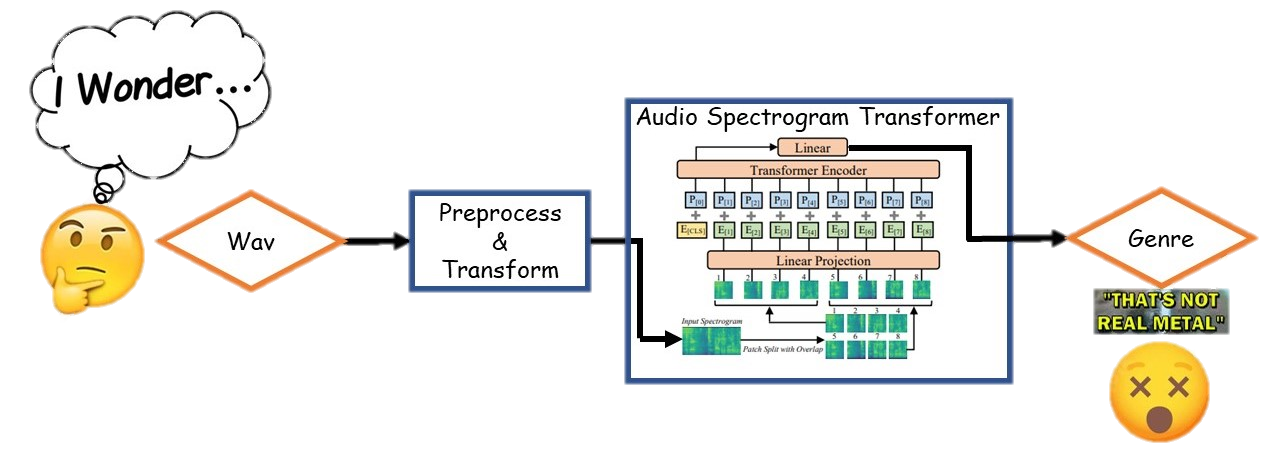 I Wonder...
Wav
Preprocess
&
Transform
Audio Spectrogram Transformer
Linear
Transformer Encoder
P[0] P[1] P[2] P[3] P[4] P[5] P[6] P[7] P[8]
+ + + + + + + + +
E[CLS] E[1] E[2] E[3] E[4] E[5] E[6] E[7] E[8]
Linear Projection
1 2 3 4 5 6 7 8
Input Spectrogram
1 2 3 4
5 6 7 8
Patch Split with Overlap
Genre
"THAT'S NOT
REAL METAL"